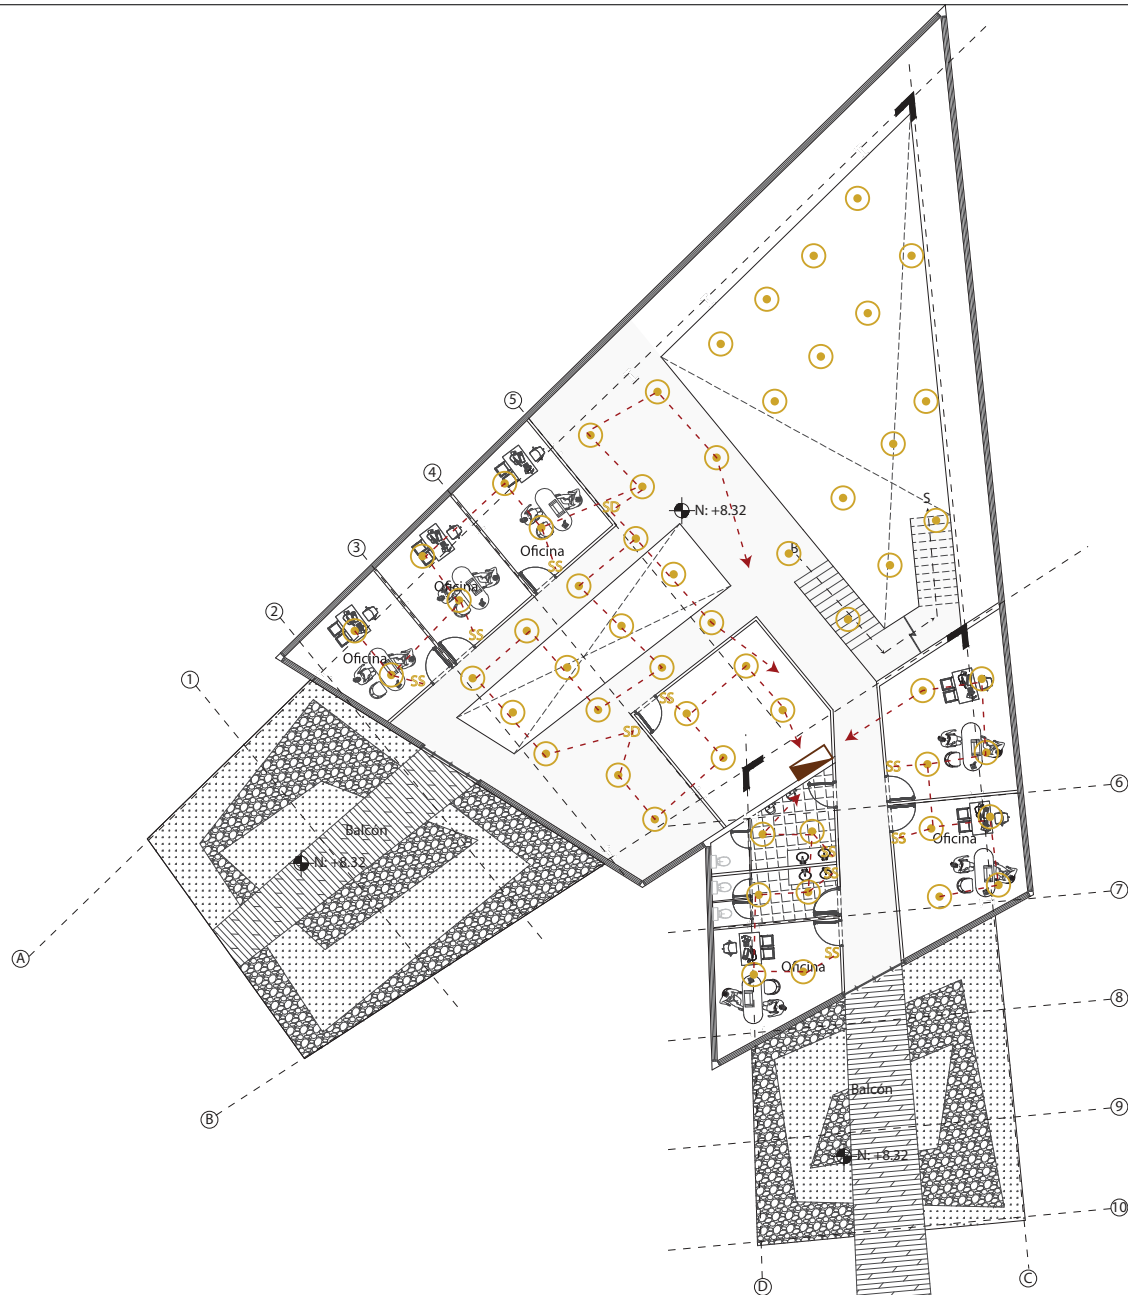 5
4
S
SD
N: +8.32
3
B
Oficina
SS
Oficina
2
SS
Oficina
1
SS
SS
SD
SS
6
Balcón
SS
Oficina
SS
N: +8.32
SS
7
A
SS
Oficina
8
Balcón
9
B
N: +8.32
10
D
C